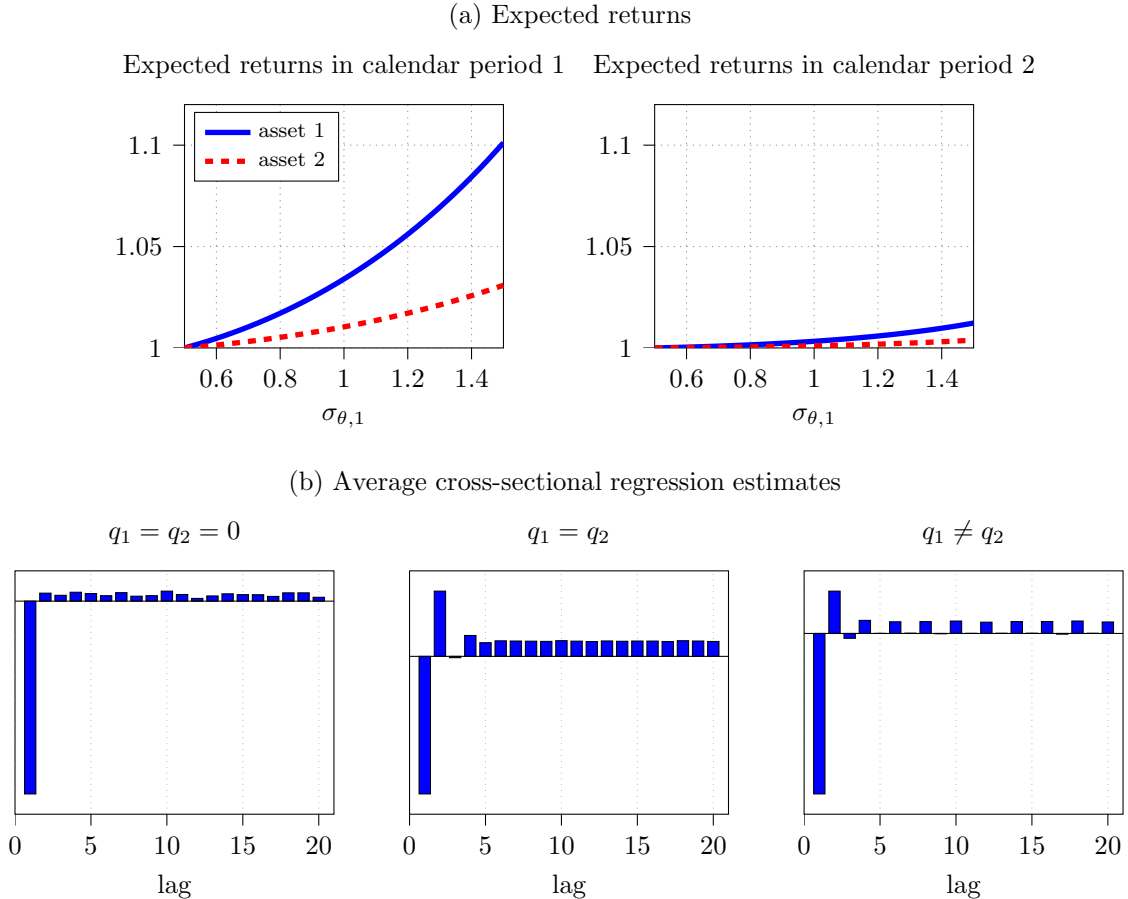 (a) Expected returns
Expected returns in calendar period 1
Expected returns in calendar period 2
1.1
1.05
1
asset 1
asset 2
0.6 0.8 1 1.2 1.4
σθ,1
1.1
1.05
1
0.6 0.8 1 1.2 1.4
σθ,1
(b) Average cross-sectional regression estimates
q1 = q2 = 0
q1 = q2
q1 ≠ q2
0 5 10 15 20
lag
0 5 10 15 20
lag
0 5 10 15 20
lag